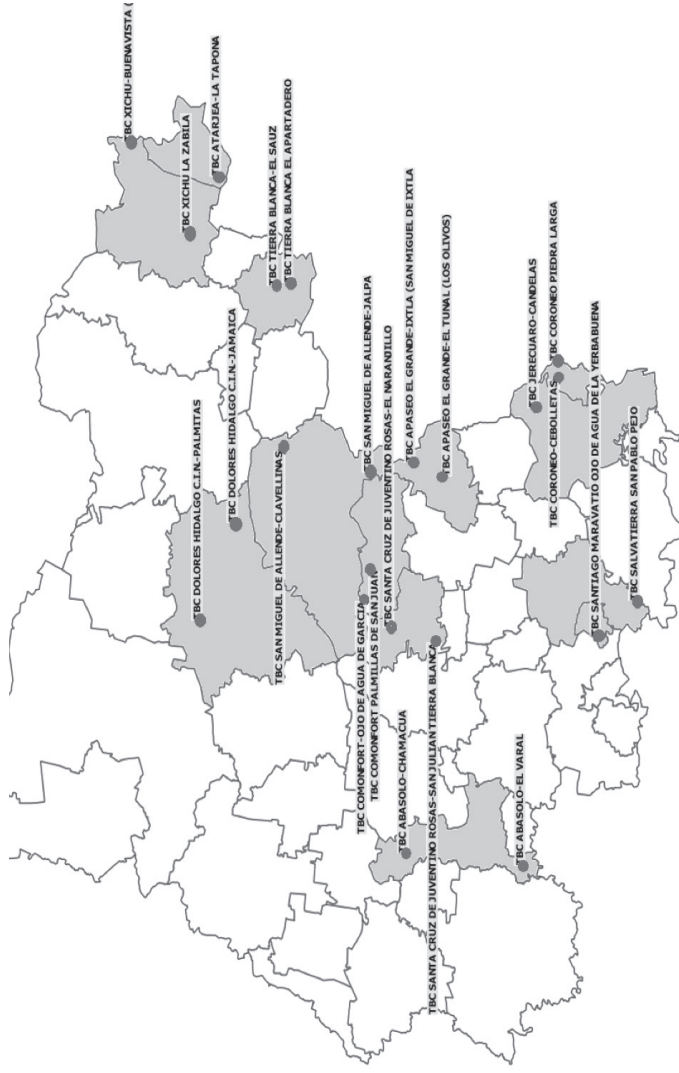 TBC XICHU-BUENAVISTA (
TBC XICHU LA ZABILA
TBC ATARJEA-LA TAPONA
TBC TIERRA BLANCA-EL SAUZ
TBC TIERRA BLANCA EL APARTADERO
TBC DOLORES HIDALGO C.I.N.-PALMITAS
TBC DOLORES HIDALGO C.I.N.-JAMAICA
TBC SAN MIGUEL DE ALLENDE-CLAVELLINAS
TBC SAN MIGUEL DE ALLENDE-JALPA
TBC COMONFORT-OJO DE AGUA DE GARCIA
TBC COMONFORT PALMILLAS DE SAN JUAN
TBC SANTA CRUZ DE JUVENTINO ROSAS-EL NARANJILLO
TBC APASEO EL GRANDE-IXTLA (SAN MIGUEL DE IXTLA
TBC APASEO EL GRANDE-EL TUNAL (LOS OLIVOS)
TBC ABASOLO-CHAMACUA
TBC SANTA CRUZ DE JUVENTINO ROSAS-SAN JULIAN TIERRA BLANCA
TBC ABASOLO-EL VARAL
TBC JERECUARO-CANDELAS
TBC CORONEO-CEBOLLETAS
TBC CORONEO PIEDRA LARGA
TBC SANTIAGO MARAVATIO OJO DE AGUA DE LA YERBABUENA
TBC SALVATIERRA SAN PABLO PEJO